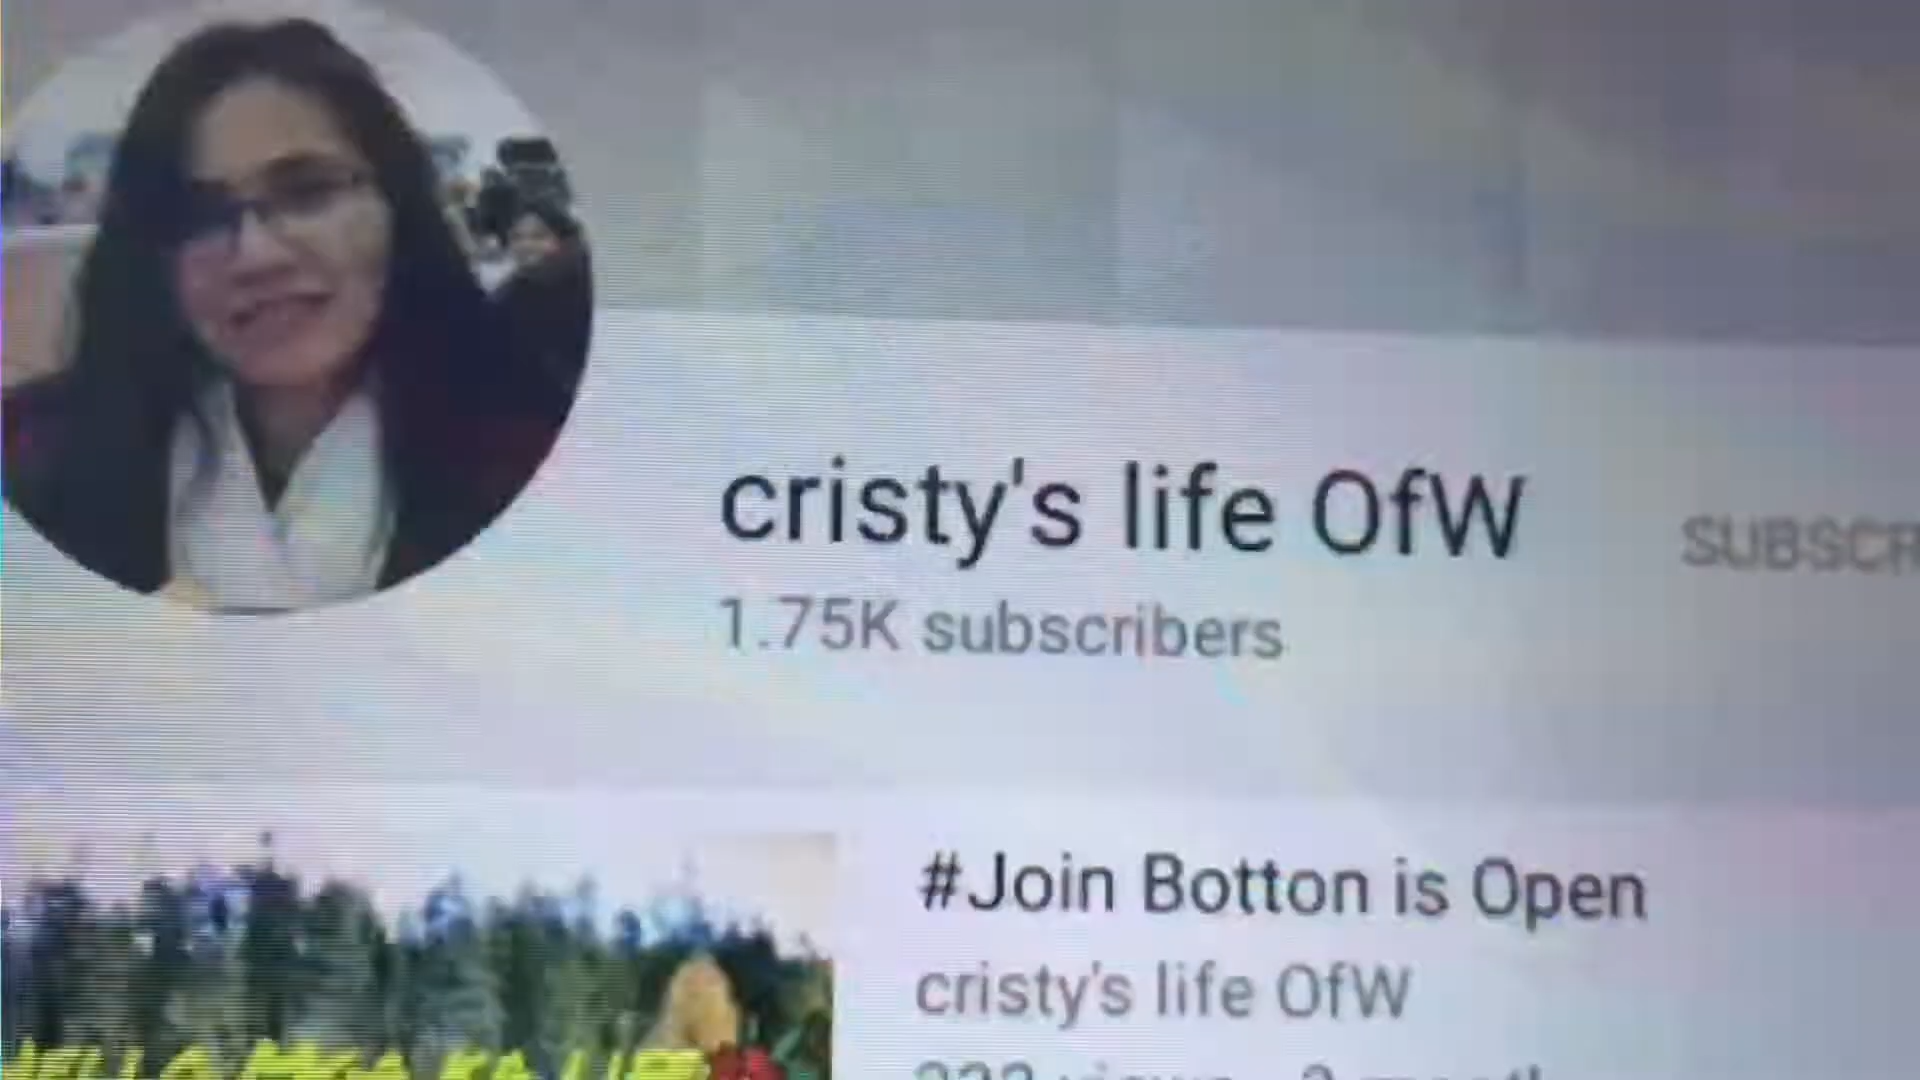 cristy's life OfW
SUBSCR
1.75K subscribers
#Join Botton is Open
cristy's life OfW